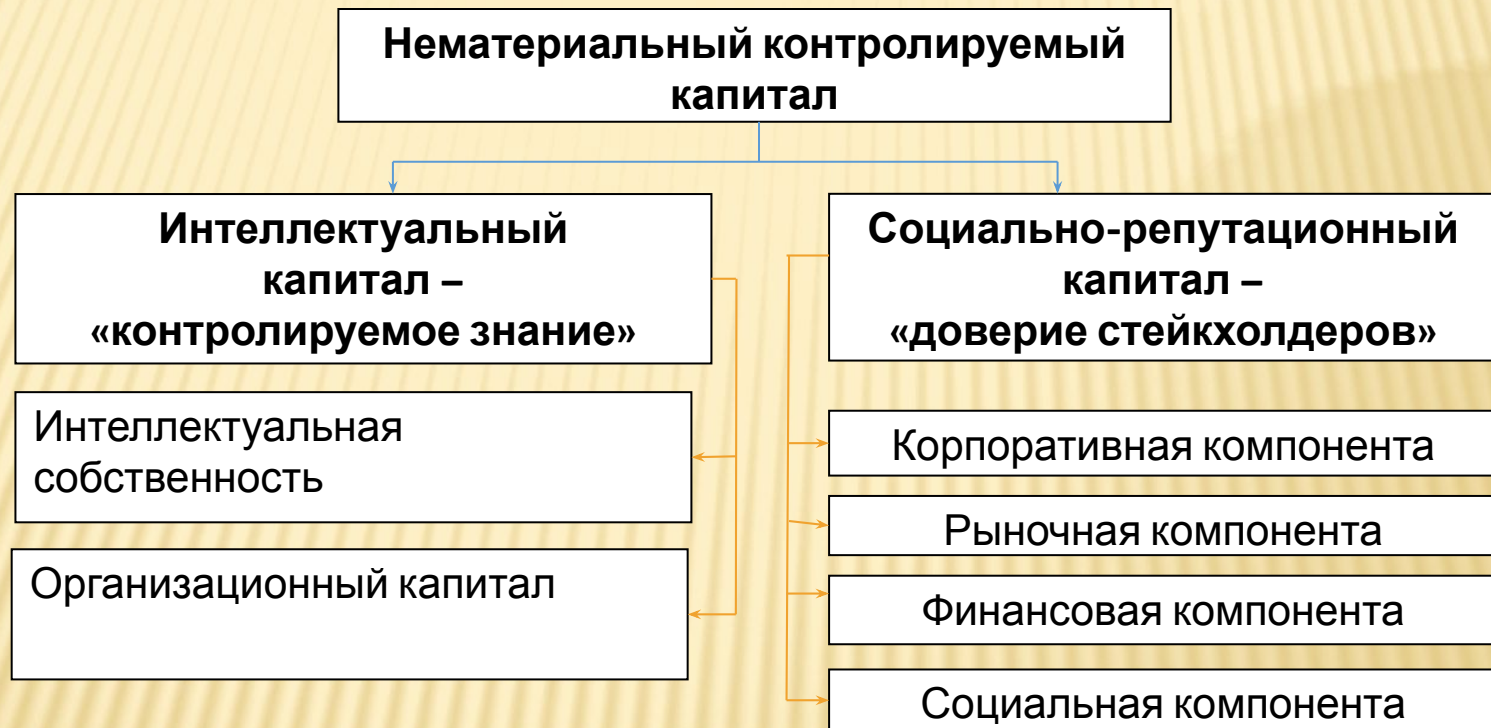 Нематериальный контролируемый
капитал
Интеллектуальный
капитал –
«контролируемое знание»
Интеллектуальная
собственность
Организационный капитал
Социально-репутационный
капитал –
«доверие стейкхолдеров»
Корпоративная компонента
Рыночная компонента
Финансовая компонента
Социальная компонента